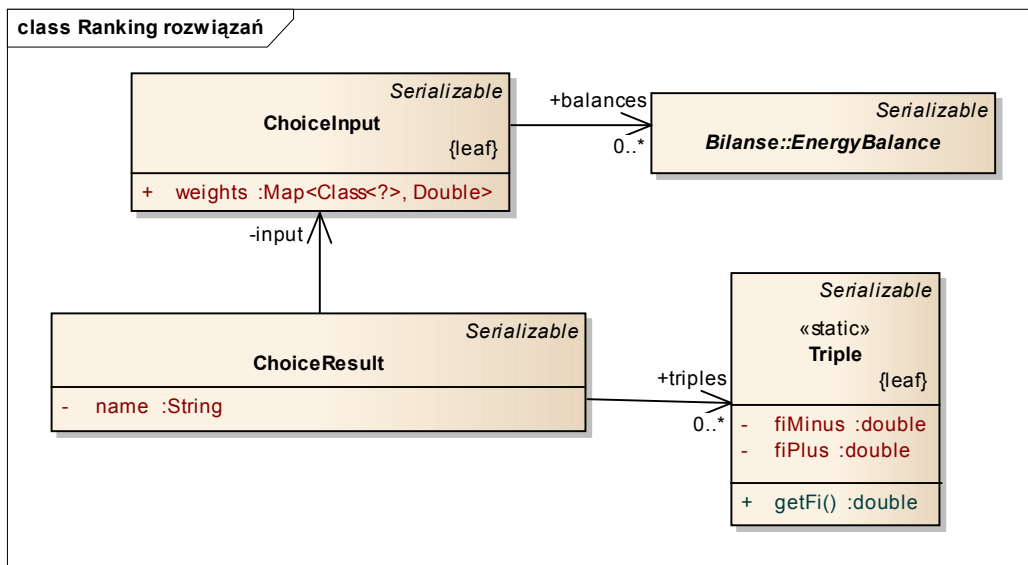 class Ranking rozwiązań
Serializable
ChoiceInput
{leaf}
+ weights :Map<Class<?>, Double>
+balances
0..*
Serializable
Bilanse::EnergyBalance
-input
Serializable
ChoiceResult
- name :String
+triples
0..*
Serializable
«static»
Triple
{leaf}
- fiMinus :double
- fiPlus :double
+ getFi() :double